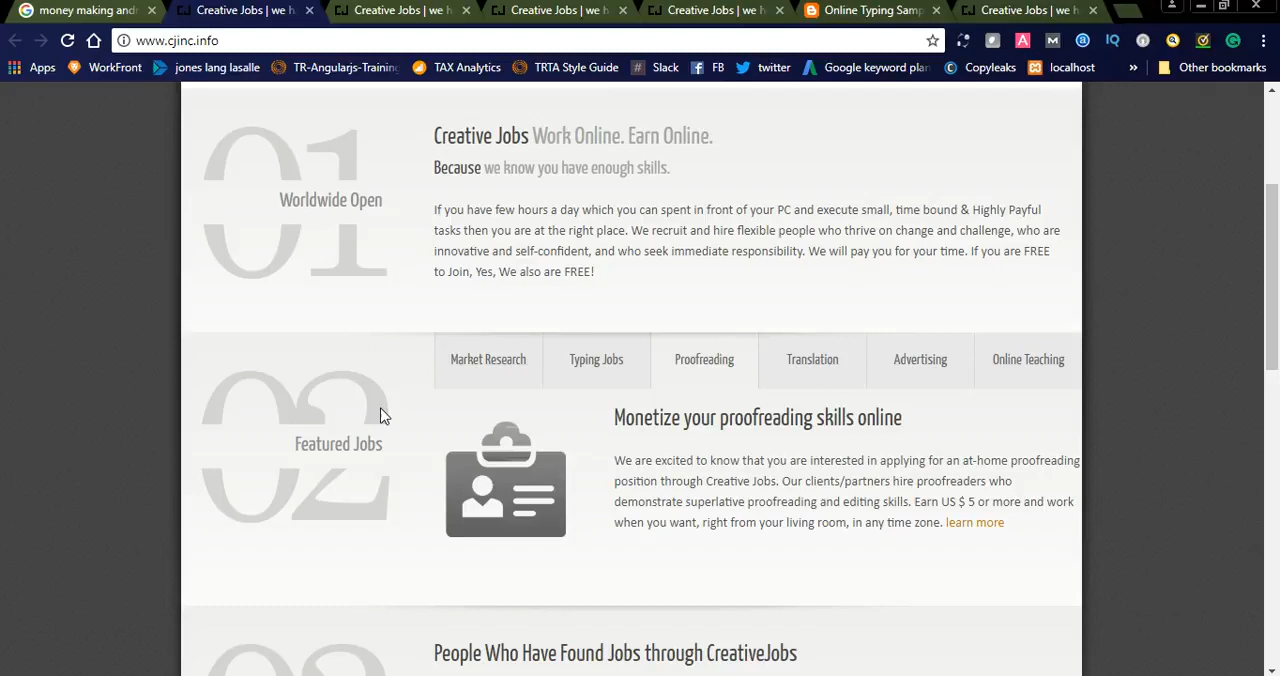 money making andr
Creative Jobs | we h
Creative Jobs | we h
Creative Jobs | we h
Creative Jobs | we h
Online Typing Samp
Creative Jobs | we h
www.cjinc.info
Apps
WorkFront
jones lang lasalle
TR-Angularjs-Training
TAX Analytics
TRTA Style Guide
Slack
FB
twitter
Google keyword plan
Copyleaks
localhost
»
Other bookmarks
01
Worldwide Open
Creative Jobs Work Online. Earn Online.
Because we know you have enough skills.
If you have few hours a day which you can spent in front of your PC and execute small, time bound & Highly Payful
tasks then you are at the right place. We recruit and hire flexible people who thrive on change and challenge, who are
innovative and self-confident, and who seek immediate responsibility. We will pay you for your time. If you are FREE
to Join, Yes, We also are FREE!
Market Research
Typing Jobs
Proofreading
Translation
Advertising
Online Teaching
02
Featured Jobs
Monetize your proofreading skills online
We are excited to know that you are interested in applying for an at-home proofreading
position through Creative Jobs. Our clients/partners hire proofreaders who
demonstrate superlative proofreading and editing skills. Earn US $ 5 or more and work
when you want, right from your living room, in any time zone. learn more
People Who Have Found Jobs through CreativeJobs